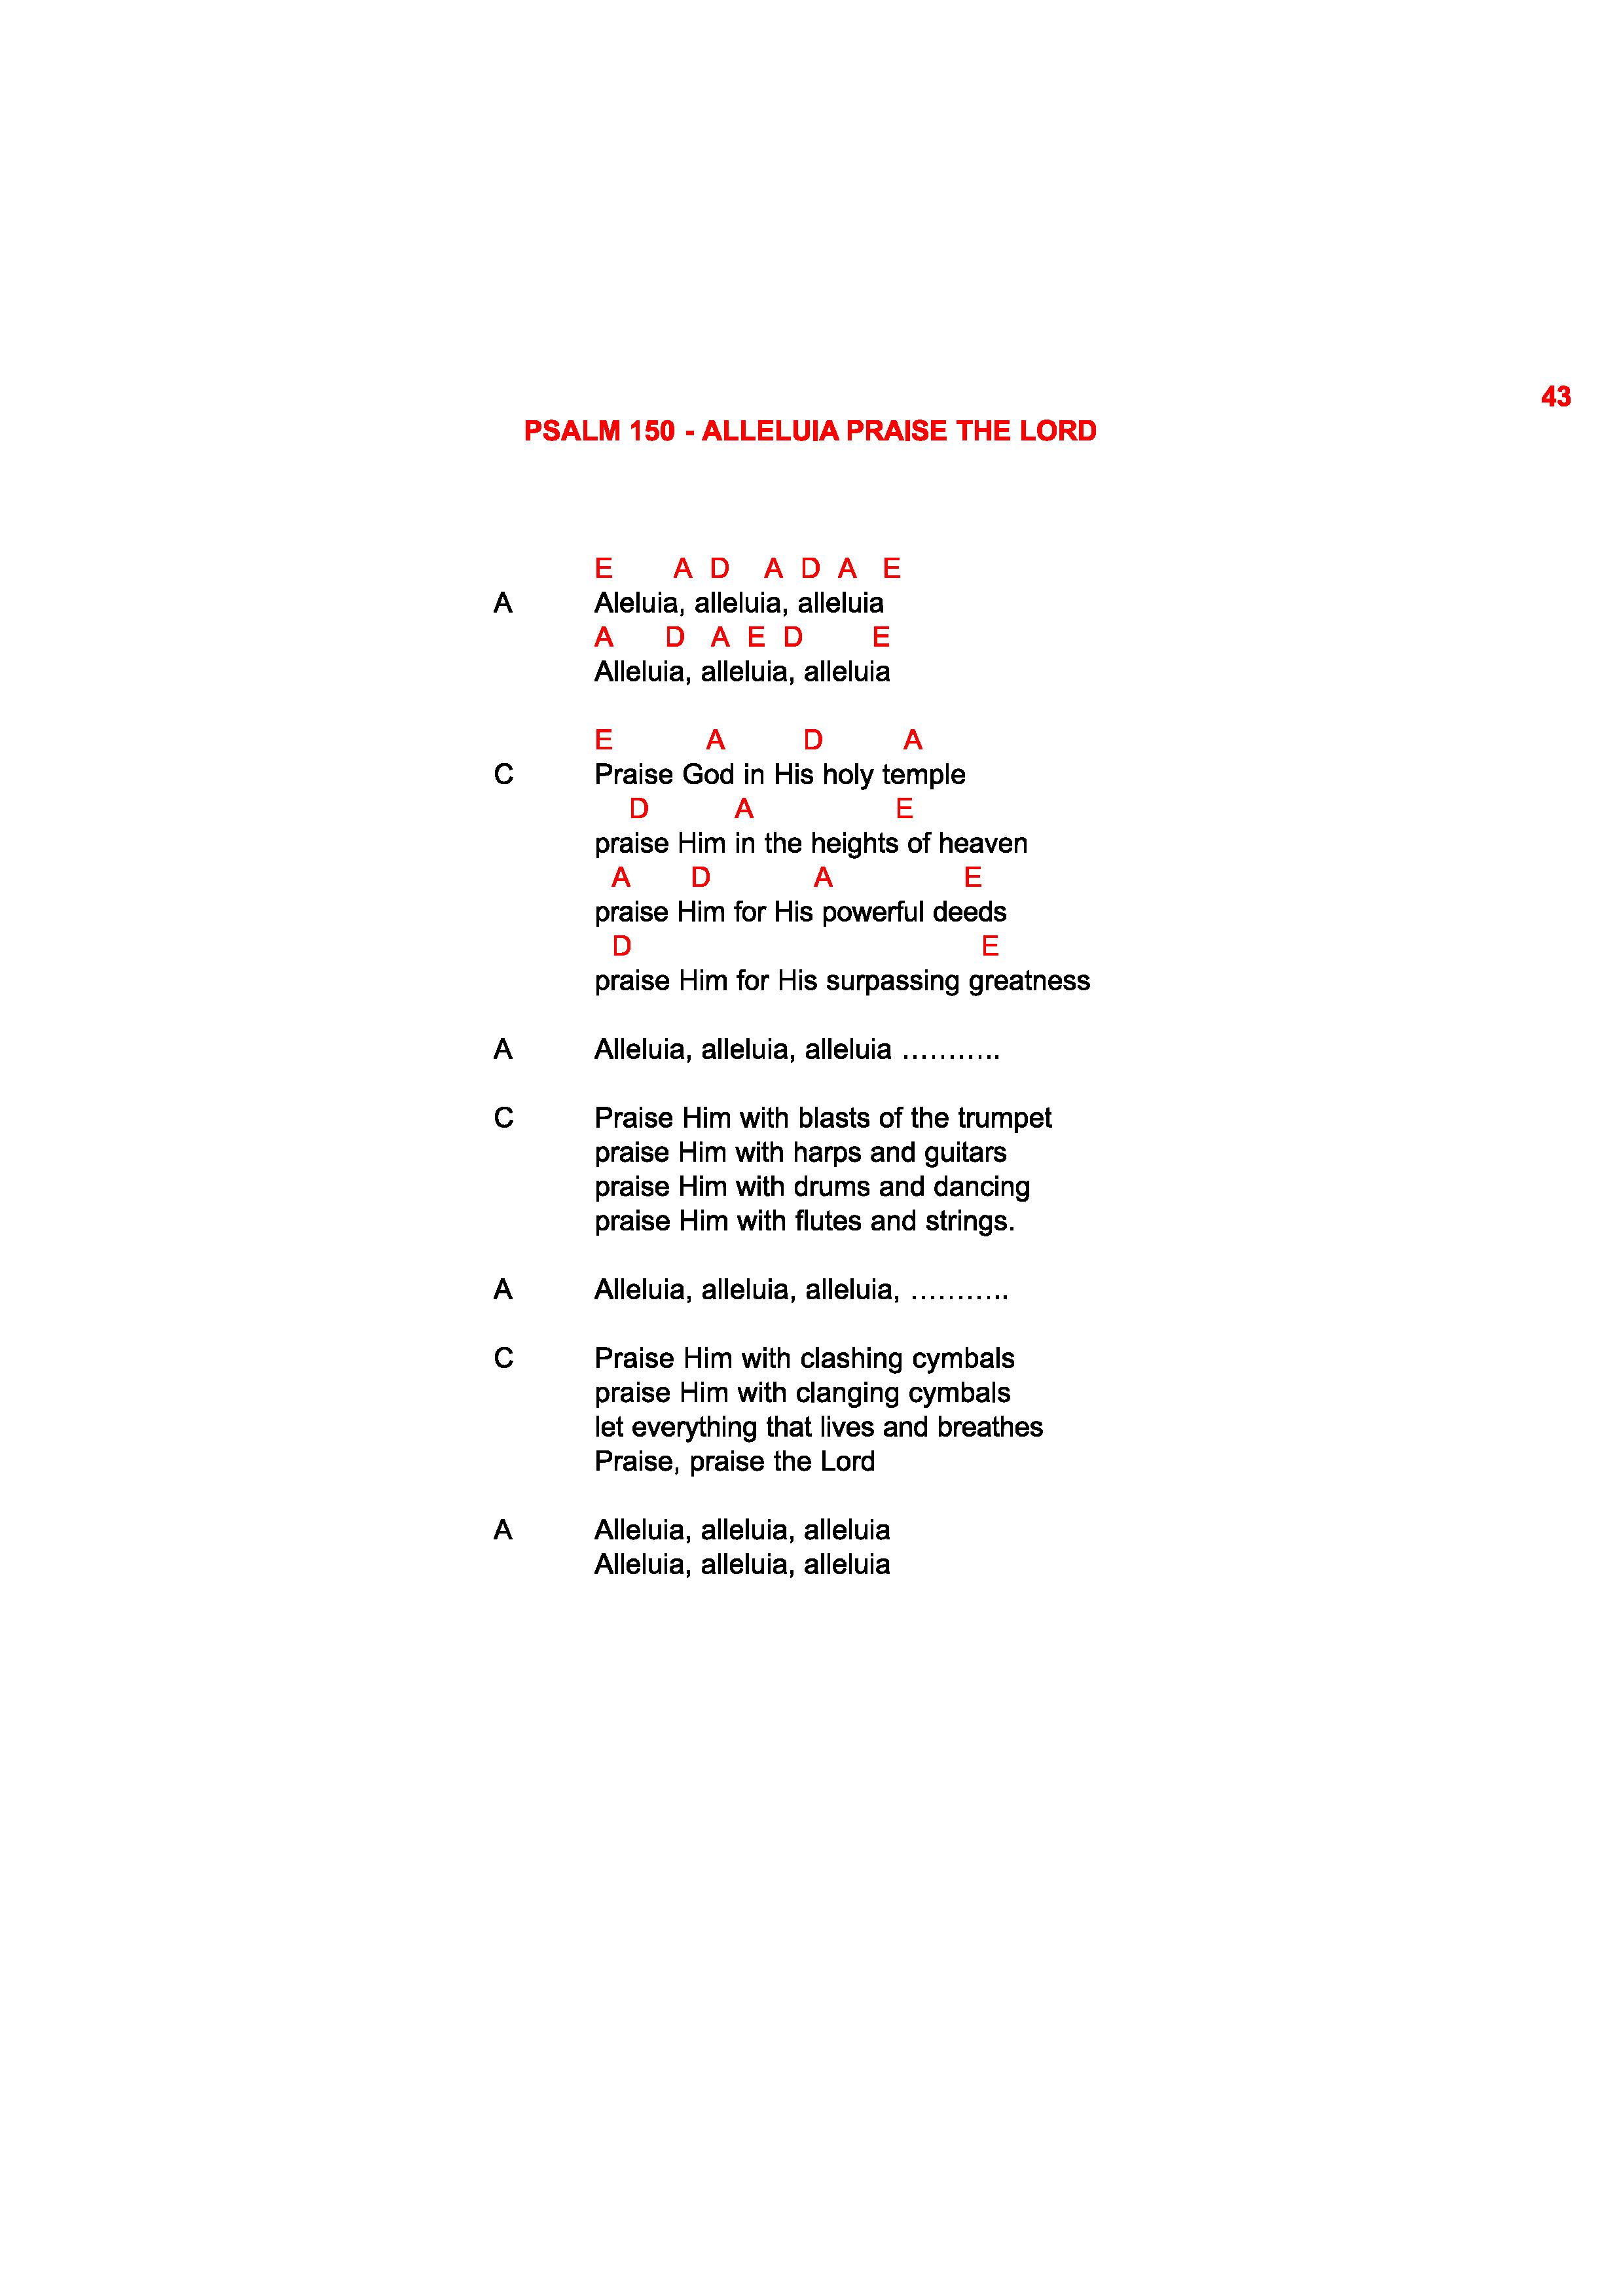 43
PSALM 150 - ALLELUIA PRAISE THE LORD
E A D A D A E
A Aleluia, alleluia, alleluia
A D A E D E
Alleluia, alleluia, alleluia
E A D A
C Praise God in His holy temple
D A E
praise Him in the heights of heaven
A D A E
praise Him for His powerful deeds
D E
praise Him for His surpassing greatness
A Alleluia, alleluia, alleluia ………..
C Praise Him with blasts of the trumpet
praise Him with harps and guitars
praise Him with drums and dancing
praise Him with flutes and strings.
A Alleluia, alleluia, alleluia, ………..
C Praise Him with clashing cymbals
praise Him with clanging cymbals
let everything that lives and breathes
Praise, praise the Lord
A Alleluia, alleluia, alleluia
Alleluia, alleluia, alleluia